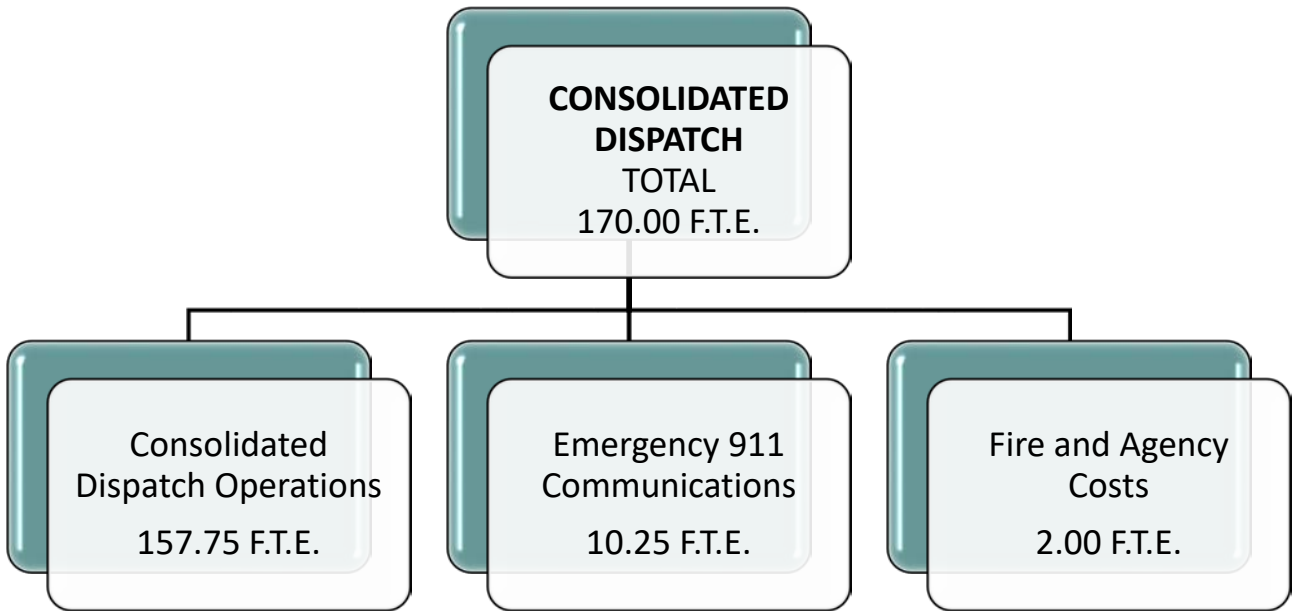 CONSOLIDATED
DISPATCH
TOTAL
170.00 F.T.E.
Consolidated
Dispatch Operations
157.75 F.T.E.
Emergency 911
Communications
10.25 F.T.E.
Fire and Agency
Costs
2.00 F.T.E.